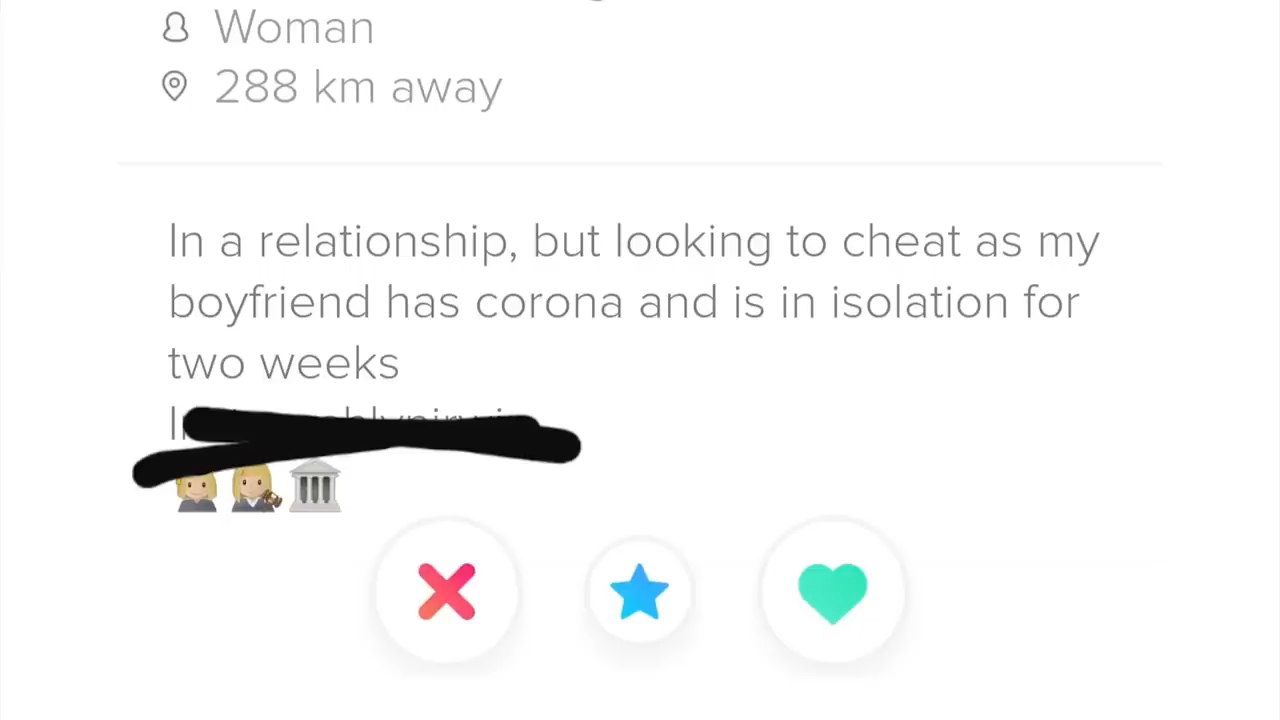 Woman
288 km away
In a relationship, but looking to cheat as my
boyfriend has corona and is in isolation for
two weeks